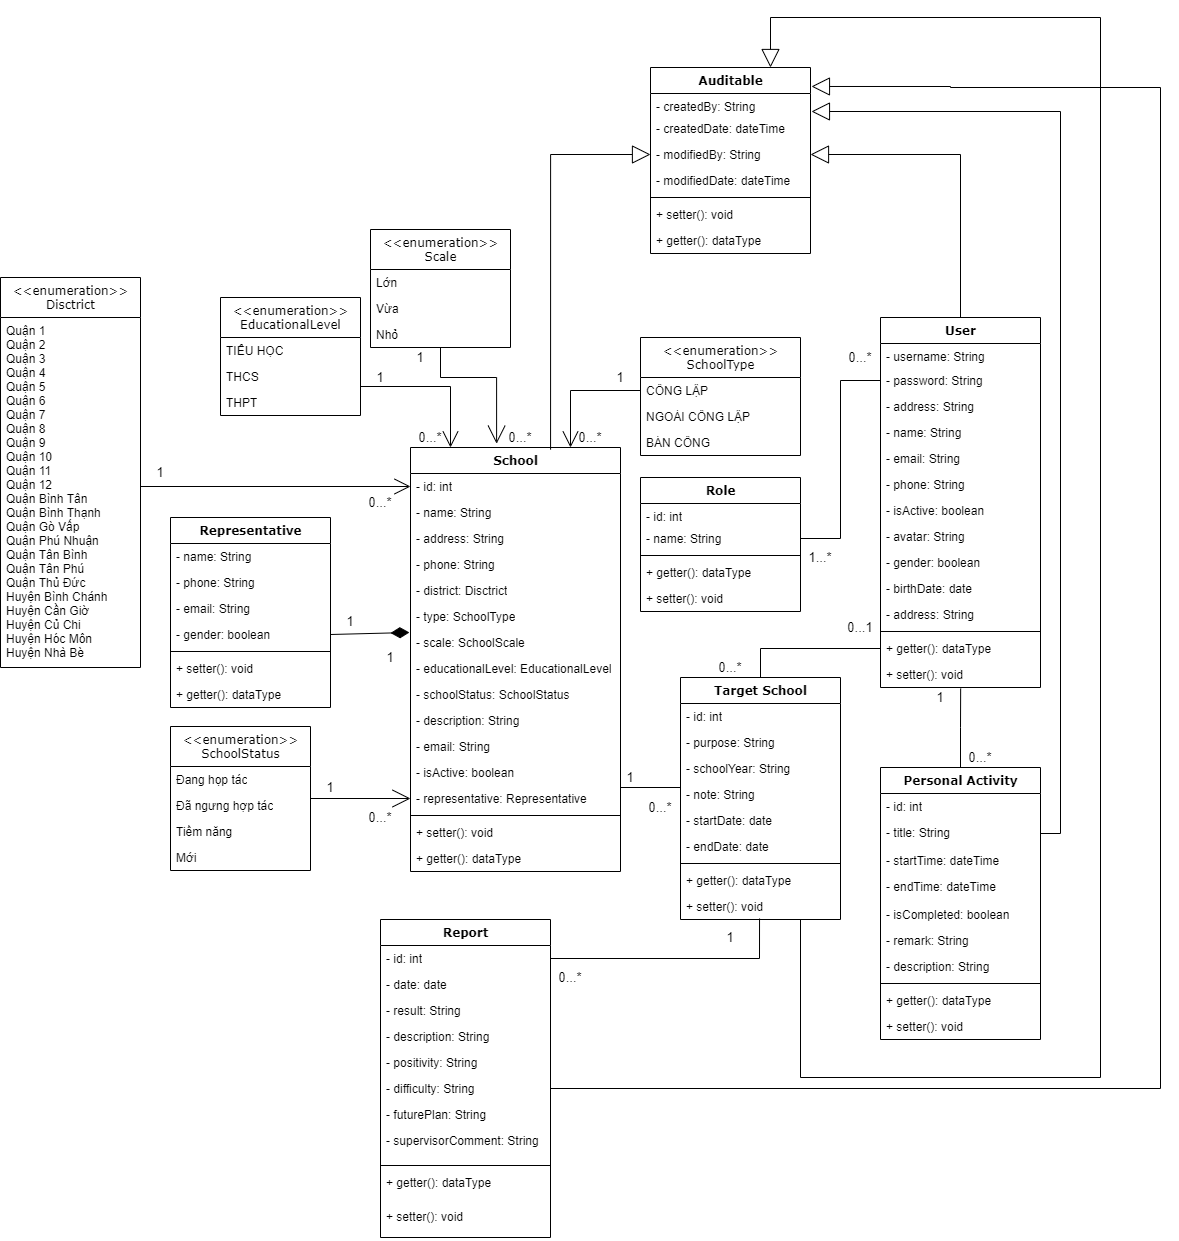 Auditable
- createdBy: String
- createdDate: dateTime
- modifiedBy: String
- modifiedDate: dateTime
+ setter(): void
+ getter(): dataType
<<enumeration>>
Scale
Lớn
Vừa
Nhỏ
1
0...*
<<enumeration>>
Disctrict
Quận 1
Quận 2
Quận 3
Quận 4
Quận 5
Quận 6
Quận 7
Quận 8
Quận 9
Quận 10
Quận 11
Quận 12
Quận Bình Tân
Quận Bình Thạnh
Quận Gò Vấp
Quận Phú Nhuận
Quận Tân Bình
Quận Tân Phú
Quận Thủ Đức
Huyện Bình Chánh
Huyện Cần Giờ
Huyện Củ Chi
Huyện Hóc Môn
Huyện Nhà Bè
1
0...*
<<enumeration>>
EducationalLevel
TIỂU HỌC
THCS
THPT
1
0...*
<<enumeration>>
SchoolType
CÔNG LẬP
NGOÀI CÔNG LẬP
BÁN CÔNG
1
0...*
User
- username: String
- password: String
- address: String
- name: String
- email: String
- phone: String
- isActive: boolean
- avatar: String
- gender: boolean
- birthDate: date
- address: String
+ getter(): dataType
+ setter(): void
0...*
0...1
1
Role
- id: int
- name: String
+ getter(): dataType
+ setter(): void
1...*
School
- id: int
- name: String
- address: String
- phone: String
- district: Disctrict
- type: SchoolType
- scale: SchoolScale
- educationalLevel: EducationalLevel
- schoolStatus: SchoolStatus
- description: String
- email: String
- isActive: boolean
- representative: Representative
+ setter(): void
+ getter(): dataType
Representative
- name: String
- phone: String
- email: String
- gender: boolean
+ setter(): void
+ getter(): dataType
1
1
<<enumeration>>
SchoolStatus
Đang họp tác
Đã ngưng hợp tác
Tiềm năng
Mới
1
0...*
0...*
Target School
- id: int
- purpose: String
- schoolYear: String
- note: String
- startDate: date
- endDate: date
+ getter(): dataType
+ setter(): void
1
0...*
1
0...*
Personal Activity
- id: int
- title: String
- startTime: dateTime
- endTime: dateTime
- isCompleted: boolean
- remark: String
- description: String
+ getter(): dataType
+ setter(): void
Report
- id: int
- date: date
- result: String
- description: String
- positivity: String
- difficulty: String
- futurePlan: String
- supervisorComment: String
+ getter(): dataType
+ setter(): void
0...*